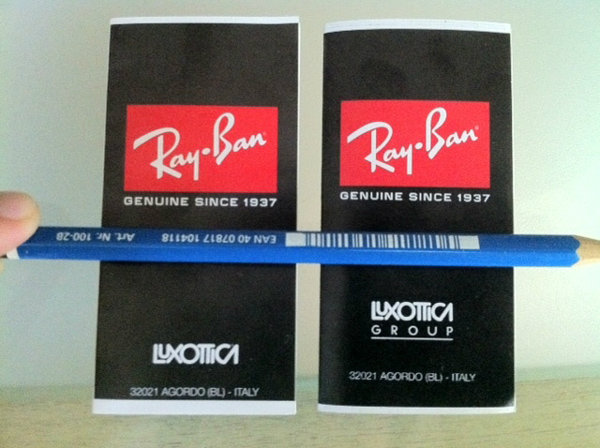 Ray-Ban
GENUINE SINCE 1937
LUXOTTICA
32021 AGORDO (BL) - ITALY
Ray-Ban
GENUINE SINCE 1937
LUXOTTICA
GROUP
32021 AGORDO (BL) - ITALY
EAN 40 07817 104118
Art. Nr. 100-2B